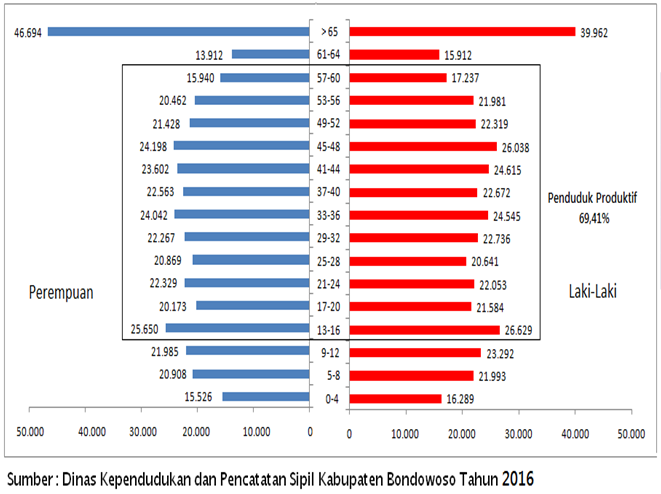 46.694 >65 39.962
13.912 61-64 15.912
15.940 57-60 17.237
20.462 53-56 21.981
21.428 49-52 22.319
24.198 45-48 26.038
23.602 41-44 24.615
22.563 37-40 22.672
24.042 33-36 24.545
22.267 29-32 22.736
20.869 25-28 20.641
22.329 21-24 22.053
20.173 17-20 21.584
25.650 13-16 26.629
21.985 9-12 23.292
20.908 5-8 21.993
15.526 0-4 16.289
Perempuan
Laki-Laki
Penduduk Produktif
69,41%
50.000 40.000 30.000 20.000 10.000 0 0 10.000 20.000 30.000 40.000 50.000
Sumber : Dinas Kependudukan dan Pencatatan Sipil Kabupaten Bondowoso Tahun 2016